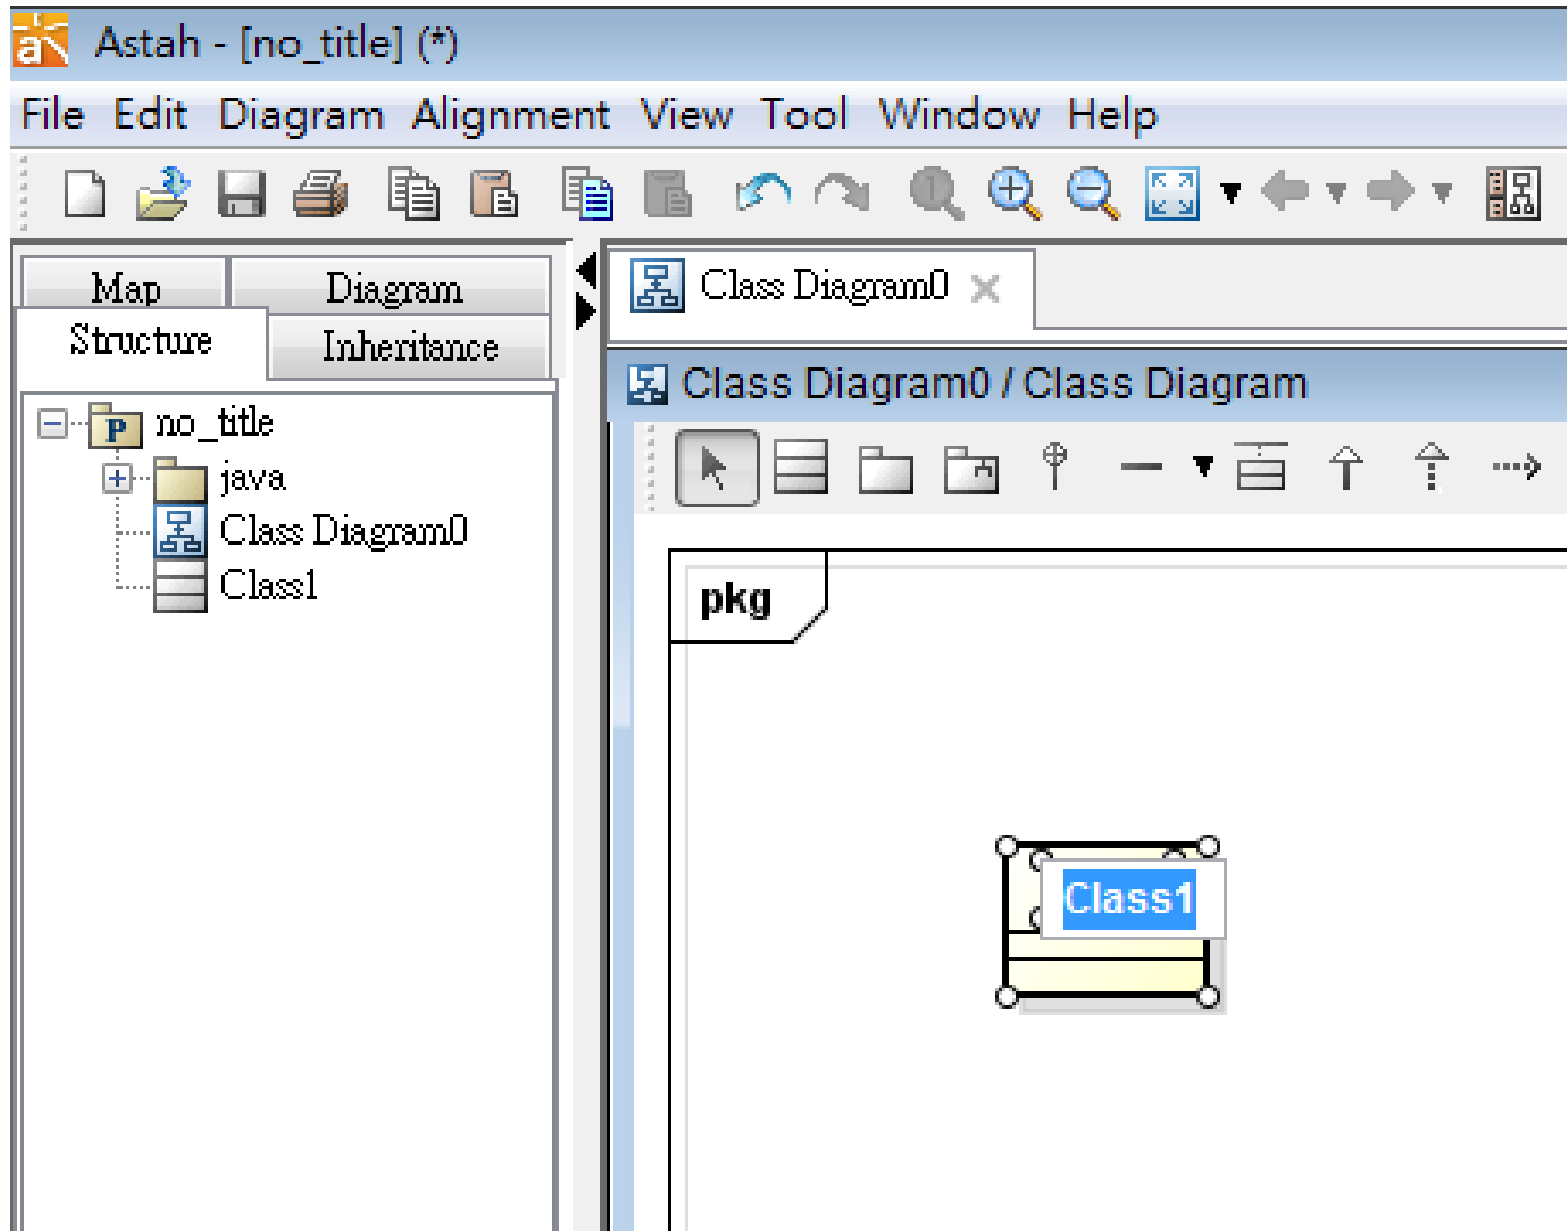 Astah - [no_title] (*)
File Edit Diagram Alignment View Tool Window Help
Map Diagram
Structure Inheritance
no_title
java
Class Diagram0
Class1
Class Diagram0
Class Diagram0 / Class Diagram
pkg
Class1